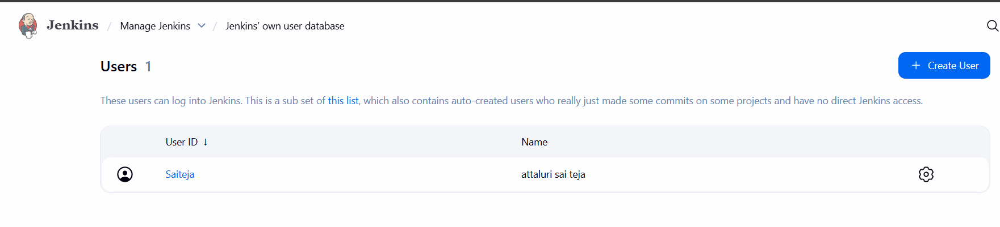 Jenkins / Manage Jenkins / Jenkins’ own user database
Users 1
+ Create User
These users can log into Jenkins. This is a sub set of this list, which also contains auto-created users who really just made some commits on some projects and have no direct Jenkins access.
User ID ↓ Name
Saiteja attaluri sai teja